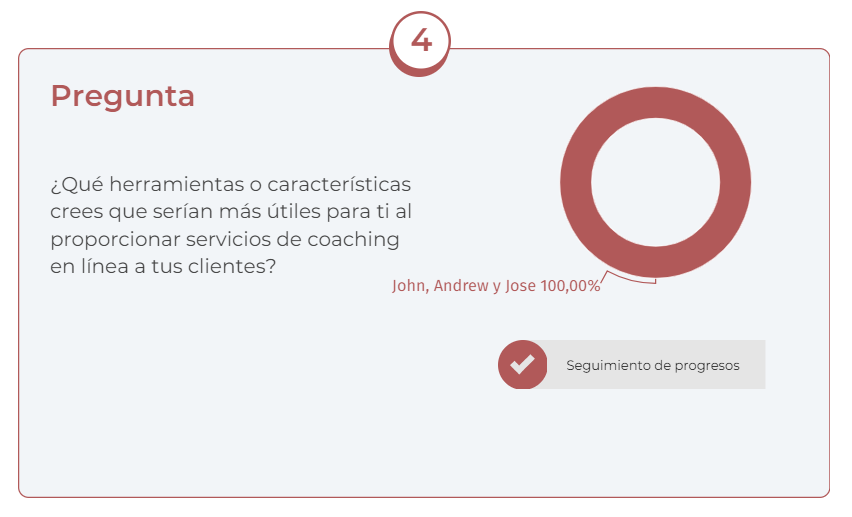 4
Pregunta
¿Qué herramientas o características
crees que serían más útiles para ti al
proporcionar servicios de coaching
en línea a tus clientes?
John, Andrew y Jose 100,00%
Seguimiento de progresos